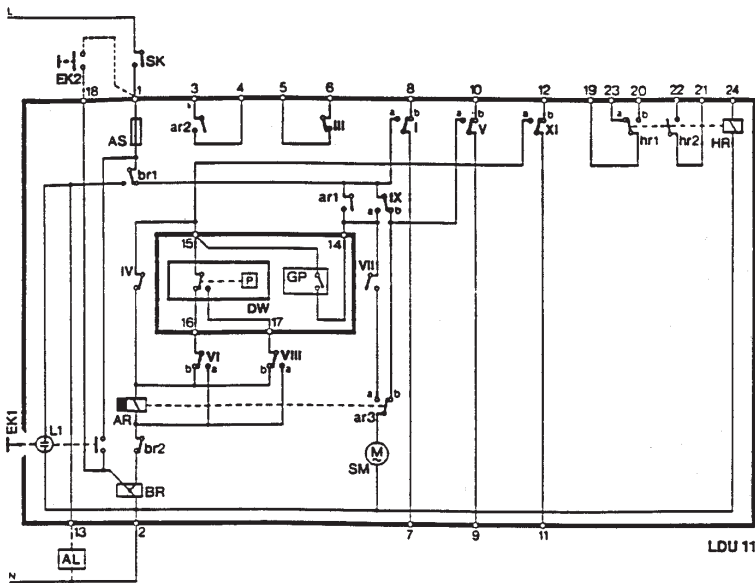 L
EK2
SK
18 1 3 4 5 6 8 10 12 19 23 20 22 21 24
AS
ar2
III
a b I
a b V
a b XI
a b
hr1
hr2
HR
br1
ar1
IX
a b
15
14
IV
P
GP
VII
DW
16
17
b VI a
b VIII a
AR
a b
ar3
EK1
L1
br2
M
~
SM
BR
13 2 7 9 11
LDU 11
AL
N